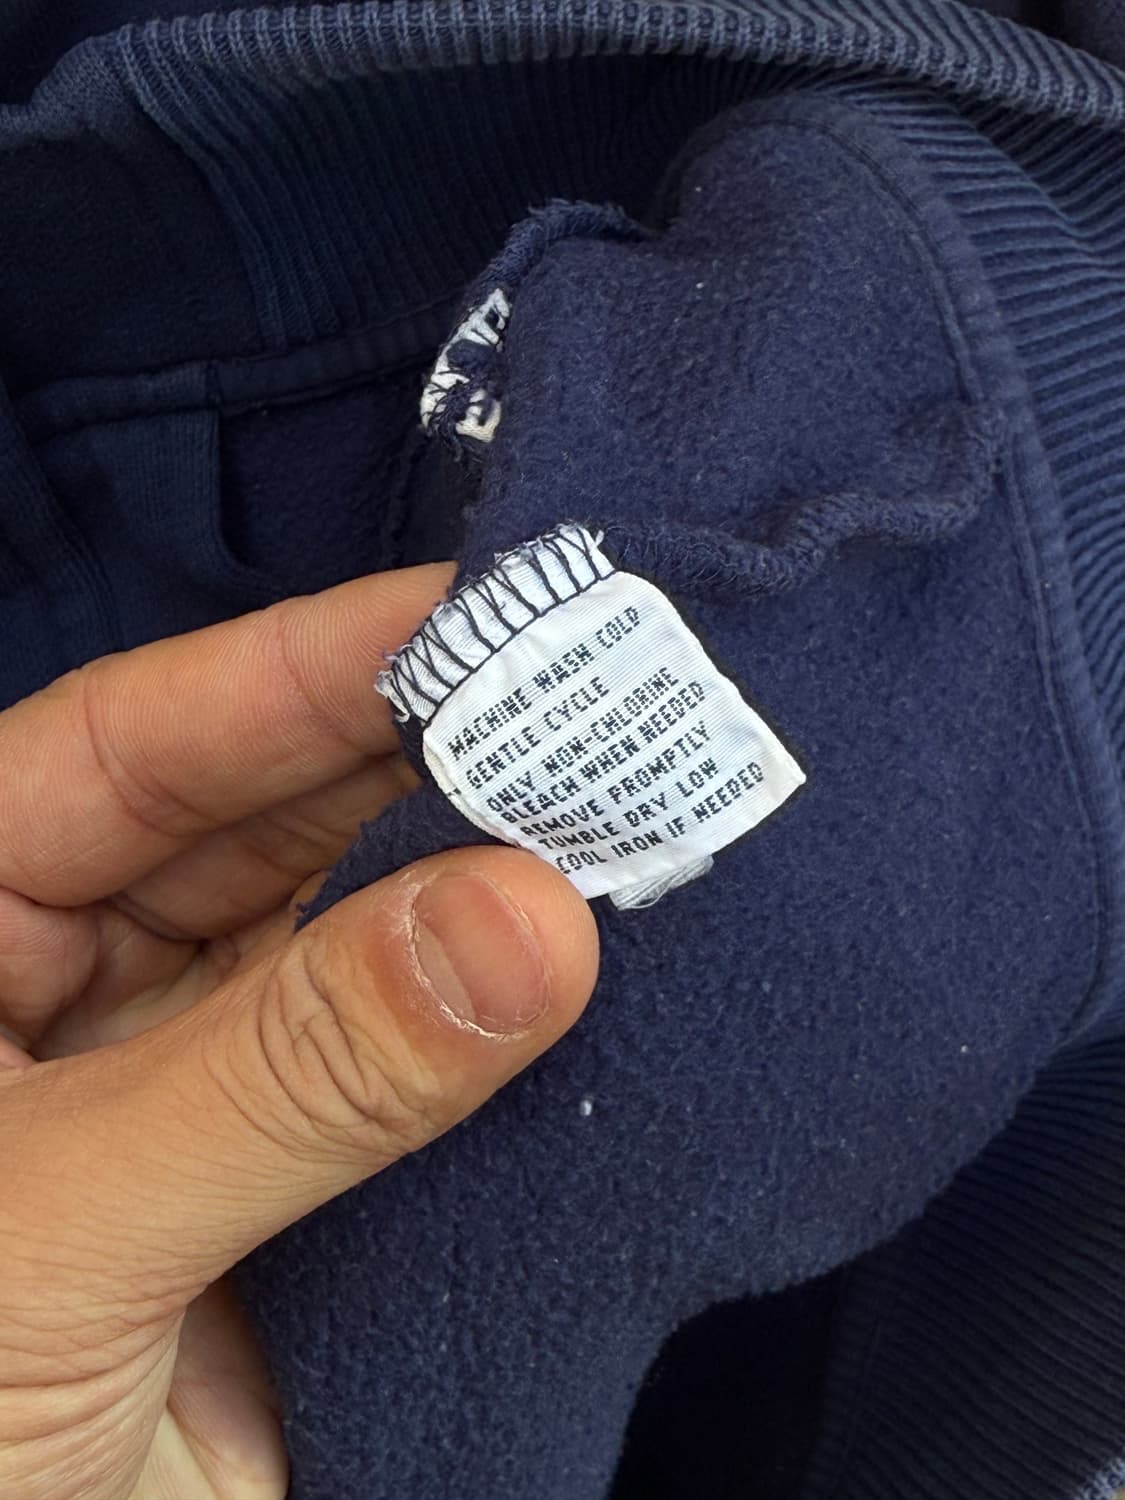 MACHINE WASH COLD
GENTLE CYCLE
ONLY NON-CHLORINE
BLEACH WHEN NEEDED
REMOVE PROMPTLY
TUMBLE DRY LOW
COOL IRON IF NEEDED